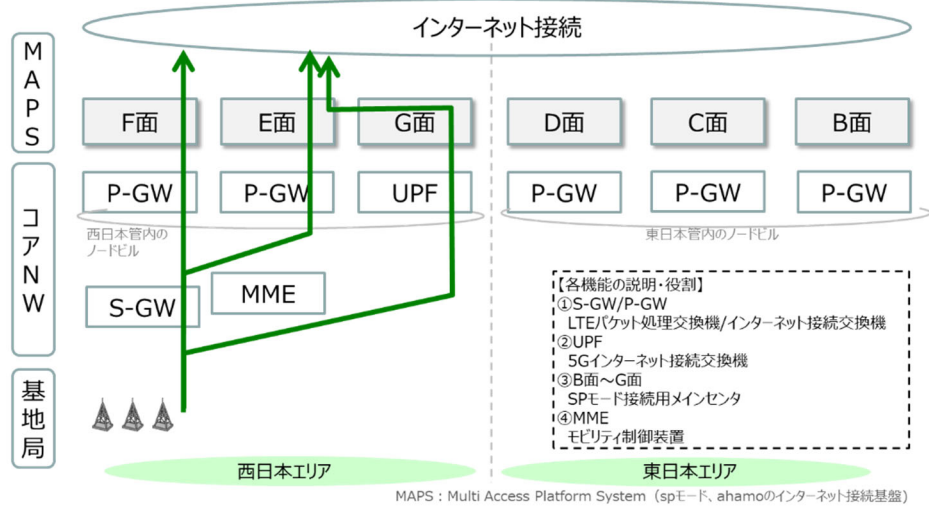 インターネット接続
MAPS
F面
E面
G面
D面
C面
B面
コアNW
P-GW
P-GW
UPF
P-GW
P-GW
P-GW
西日本管内の
ノードビル
東日本管内のノードビル
S-GW
MME
【各機能の説明・役割】
①S-GW/P-GW
LTEパケット処理交換機/インターネット接続交換機
②UPF
5Gインターネット接続交換機
③B面～G面
SPモード接続用メインセンタ
④MME
モビリティ制御装置
基地局
西日本エリア
東日本エリア
MAPS：Multi Access Platform System（spモード、ahamoのインターネット接続基盤）